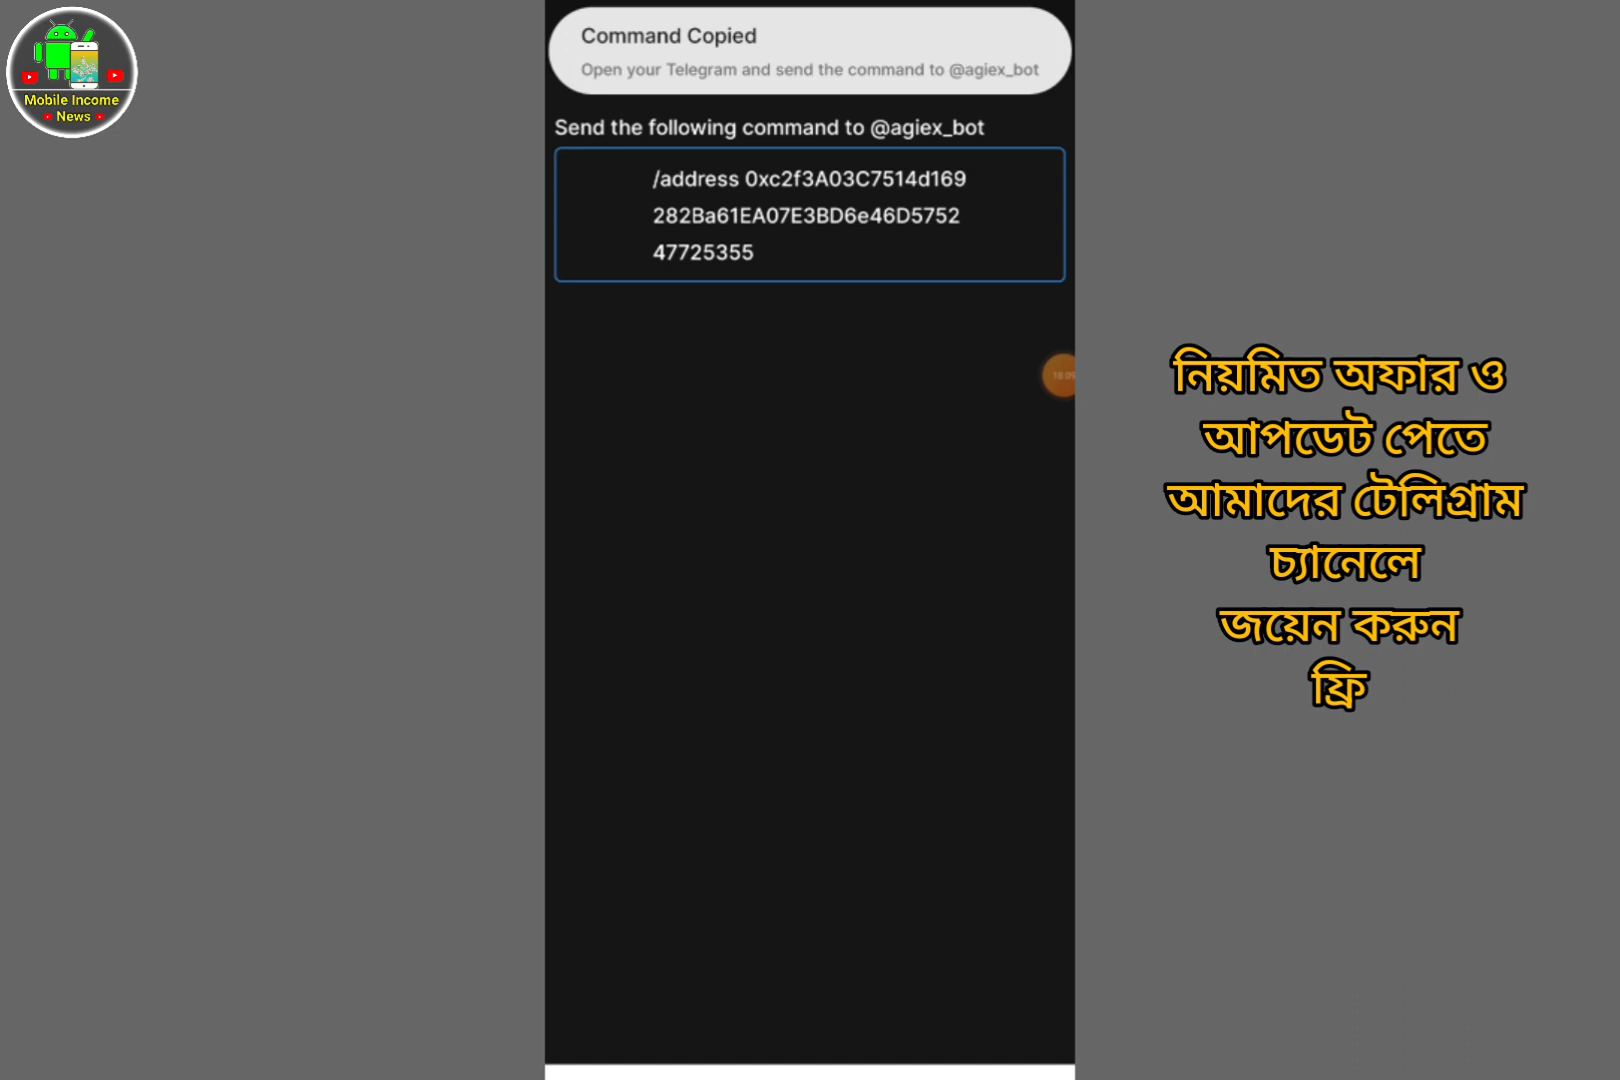 Mobile Income
News
Command Copied
Open your Telegram and send the command to @agiex_bot
Send the following command to @agiex_bot
/address 0xc2f3A03C7514d169
282Ba61EA07E3BD6e46D5752
47725355
নিয়মিত অফার ও
আপডেট পেতে
আমাদের টেলিগ্রাম
চ্যানেলে
জয়েন করুন
ফ্রি